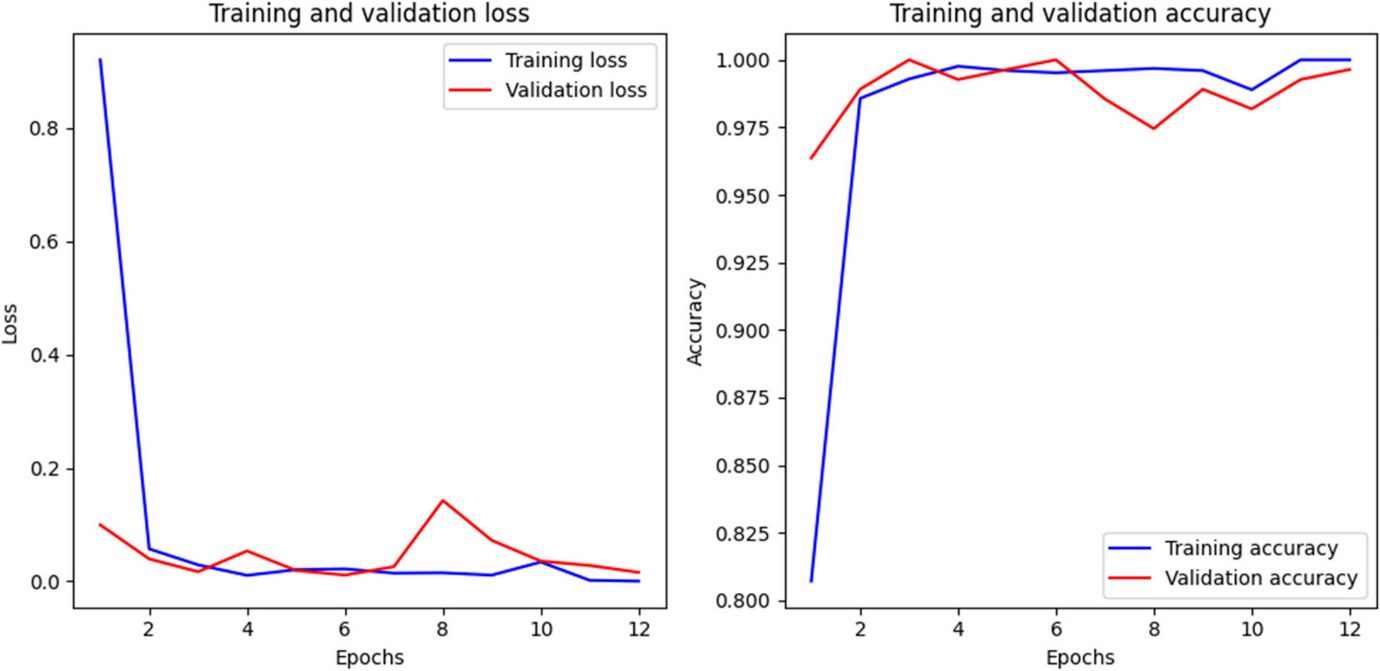 Training and validation loss
Training loss
Validation loss
0.8
0.6
0.4
0.2
0.0
Loss
2 4 6 8 10 12
Epochs
Training and validation accuracy
1.000
0.975
0.950
0.925
0.900
0.875
0.850
0.825
0.800
Accuracy
Training accuracy
Validation accuracy
2 4 6 8 10 12
Epochs